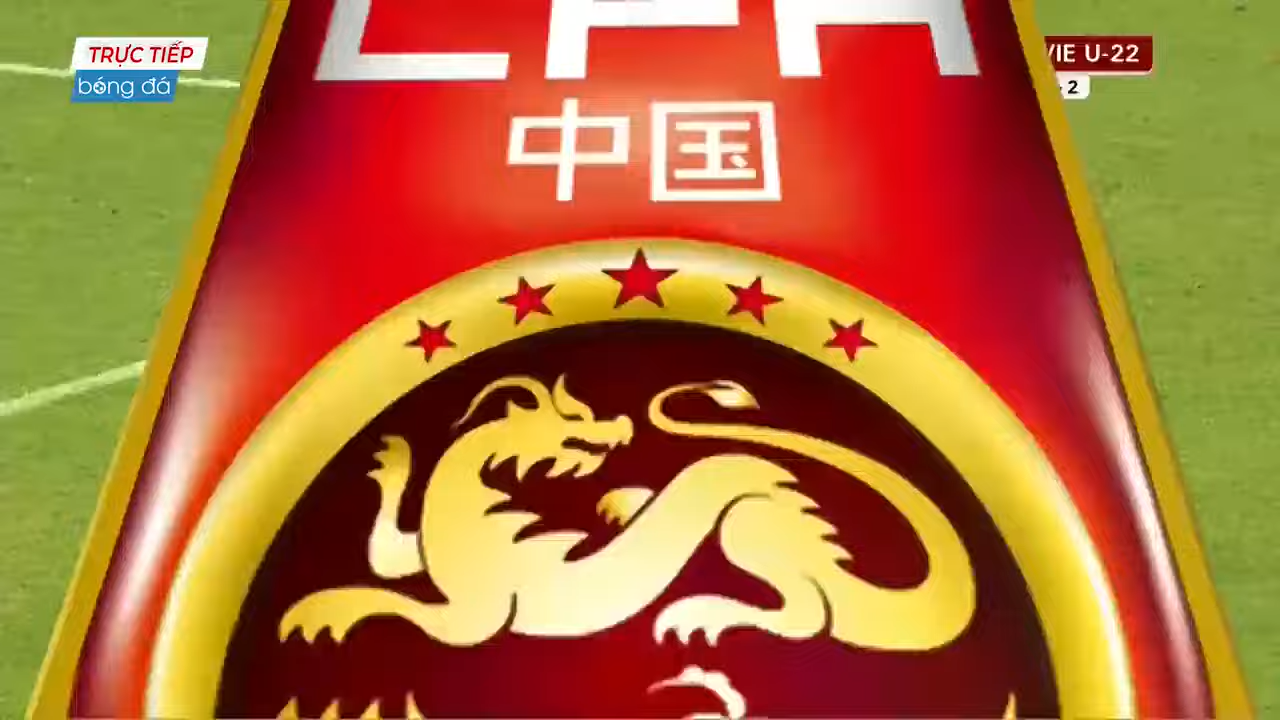 TRỰC TIẾP
bóng đá
VIE U-22
2
中国